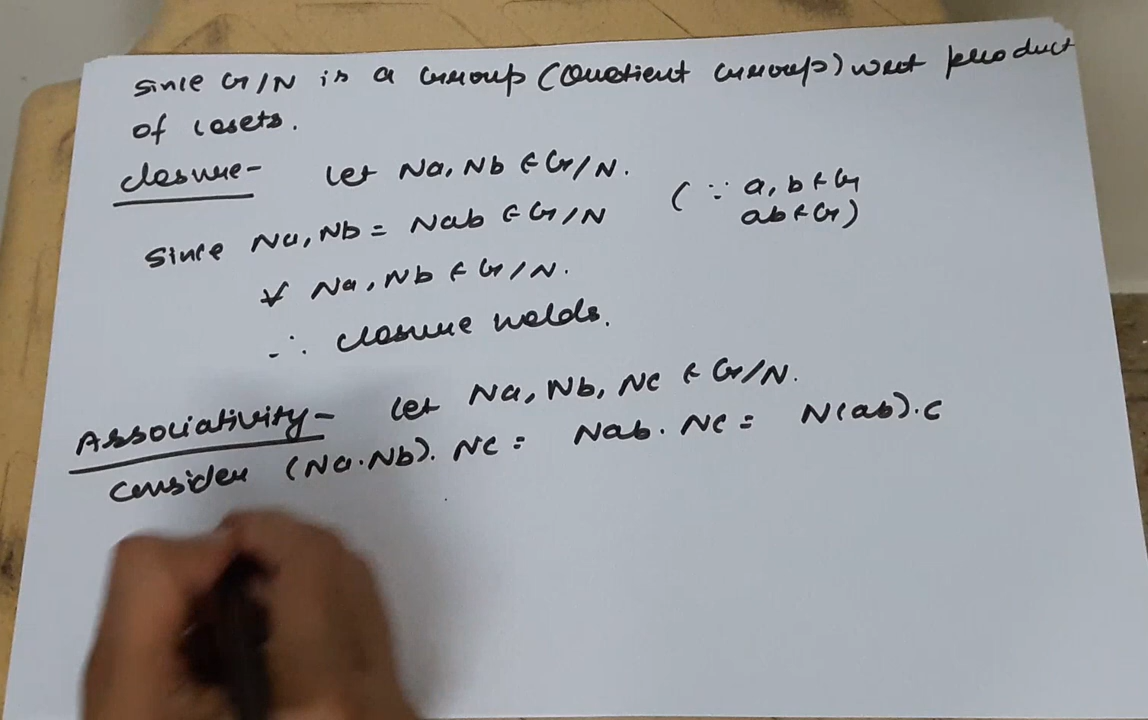 Since G/N is a Group (Quotient Group) wrt product
of cosets.
Closure- Let Na, Nb ∈ G/N.
Since Na, Nb = Nab ∈ G/N (∵ a, b ∈ G
ab ∈ G)
∀ Na, Nb ∈ G/N.
∴ Closure holds.
Associativity- Let Na, Nb, Nc ∈ G/N.
Consider (Na.Nb). Nc = Nab. Nc = N(ab).c